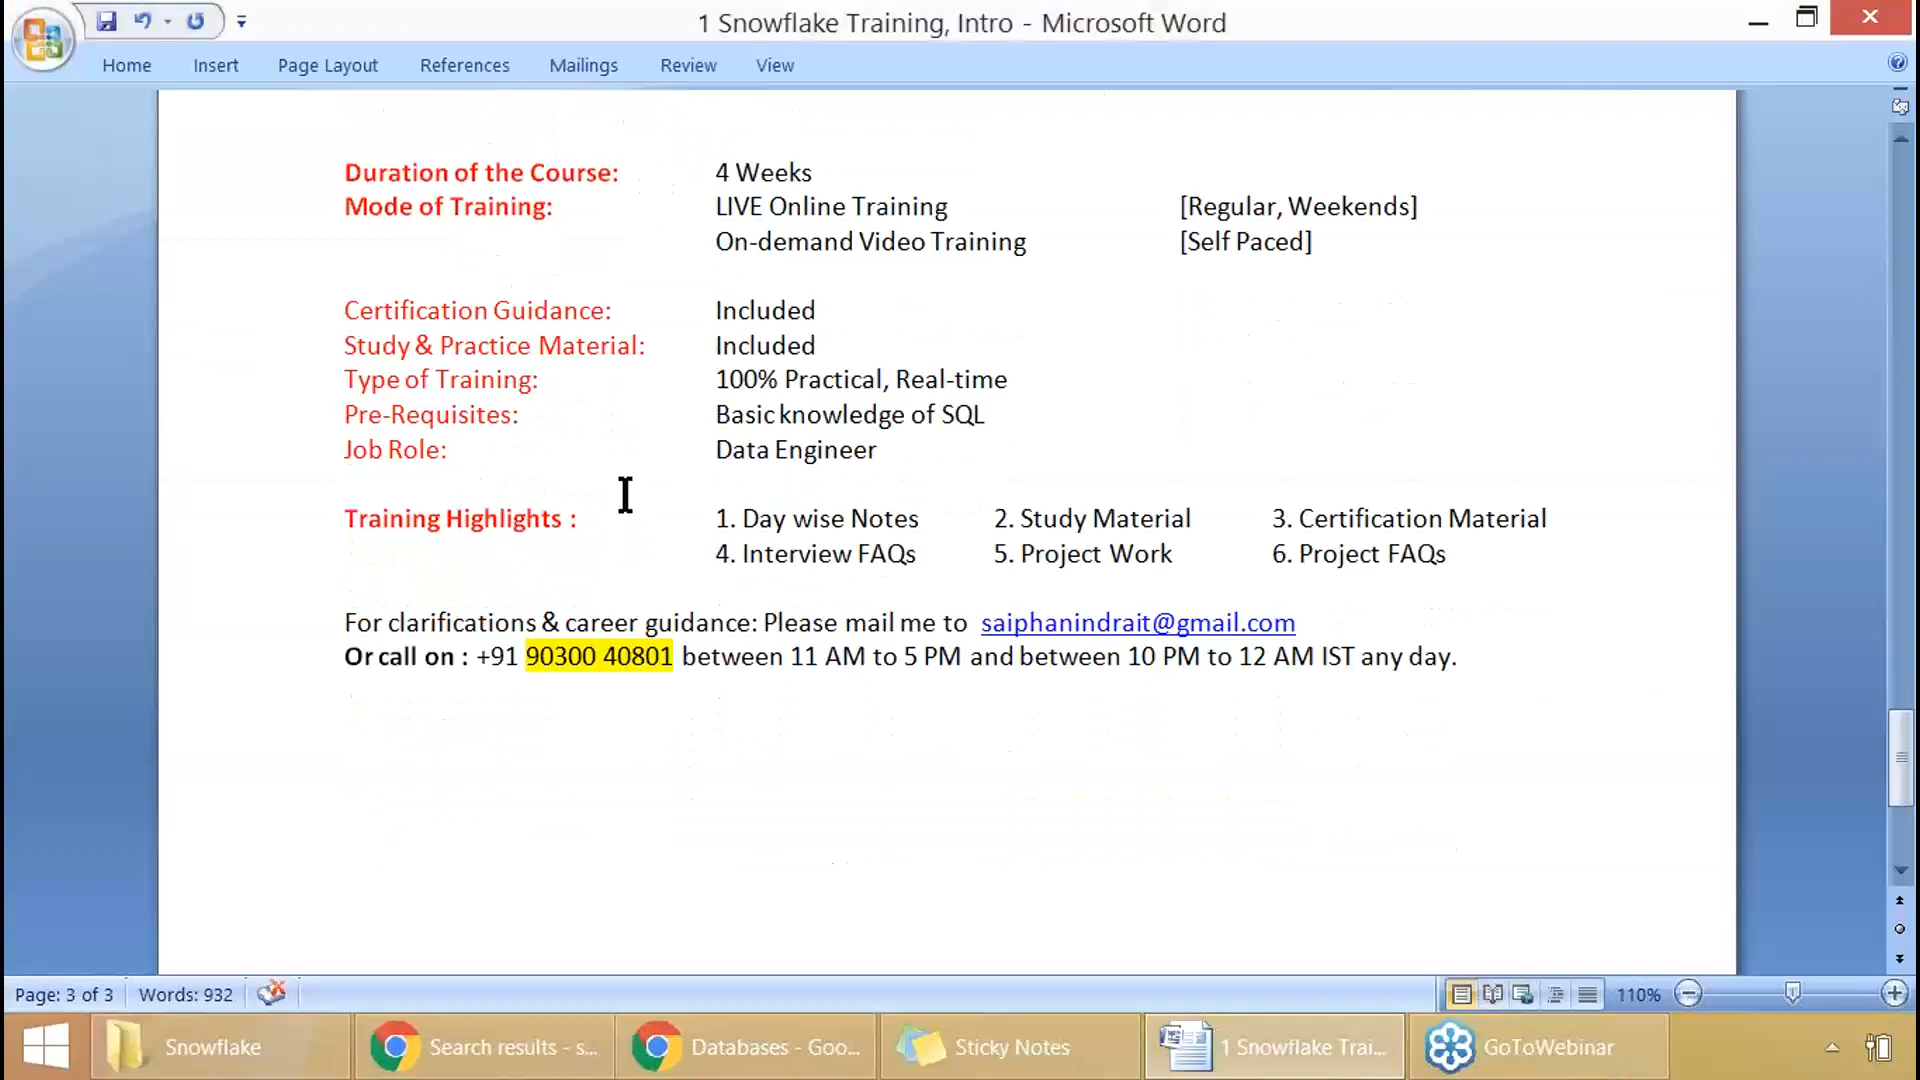 1 Snowflake Training, Intro - Microsoft Word
Home Insert Page Layout References Mailings Review View
Duration of the Course: 4 Weeks
Mode of Training: LIVE Online Training [Regular, Weekends]
On-demand Video Training [Self Paced]
Certification Guidance: Included
Study & Practice Material: Included
Type of Training: 100% Practical, Real-time
Pre-Requisites: Basic knowledge of SQL
Job Role: Data Engineer
Training Highlights : 1. Day wise Notes 2. Study Material 3. Certification Material
4. Interview FAQs 5. Project Work 6. Project FAQs
For clarifications & career guidance: Please mail me to saiphanindrait@gmail.com
Or call on : +91 90300 40801 between 11 AM to 5 PM and between 10 PM to 12 AM IST any day.
Page: 3 of 3 Words: 932 110%
Snowflake Search results - s... Databases - Goo... Sticky Notes 1 Snowflake Trai... GoToWebinar